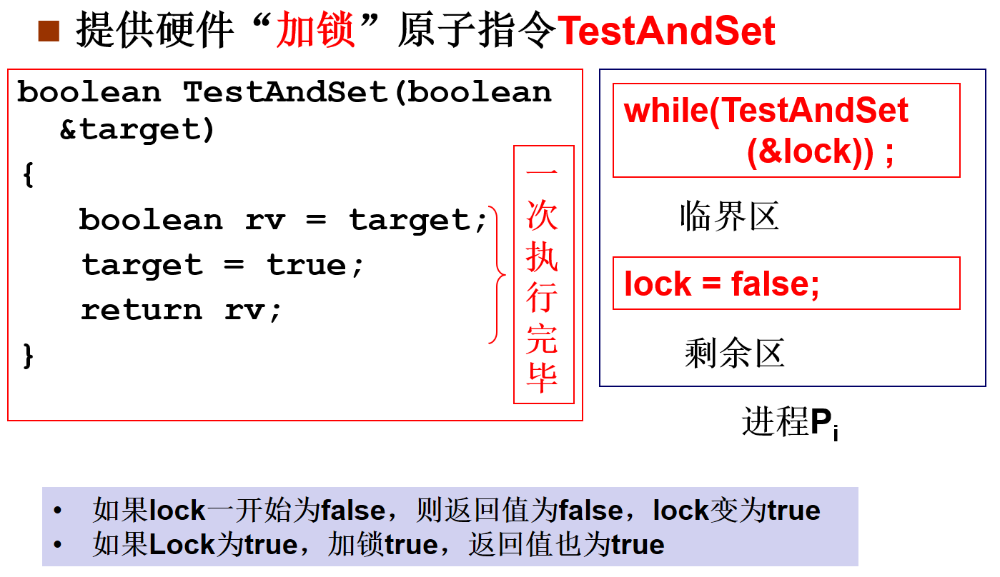 提供硬件“加锁”原子指令TestAndSet
boolean TestAndSet(boolean
&target)
{
boolean rv = target;
target = true;
return rv;
}
一次执行完毕
while(TestAndSet
(&lock)) ;
临界区
lock = false;
剩余区
进程Pi
• 如果lock一开始为false，则返回值为false，lock变为true
• 如果Lock为true，加锁true，返回值也为true